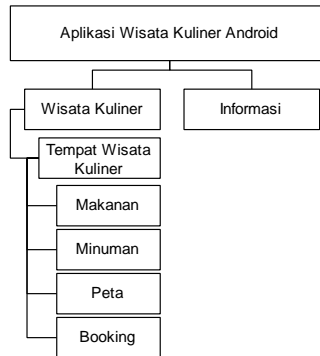 Aplikasi Wisata Kuliner Android
Wisata Kuliner
Informasi
Tempat Wisata
Kuliner
Makanan
Minuman
Peta
Booking